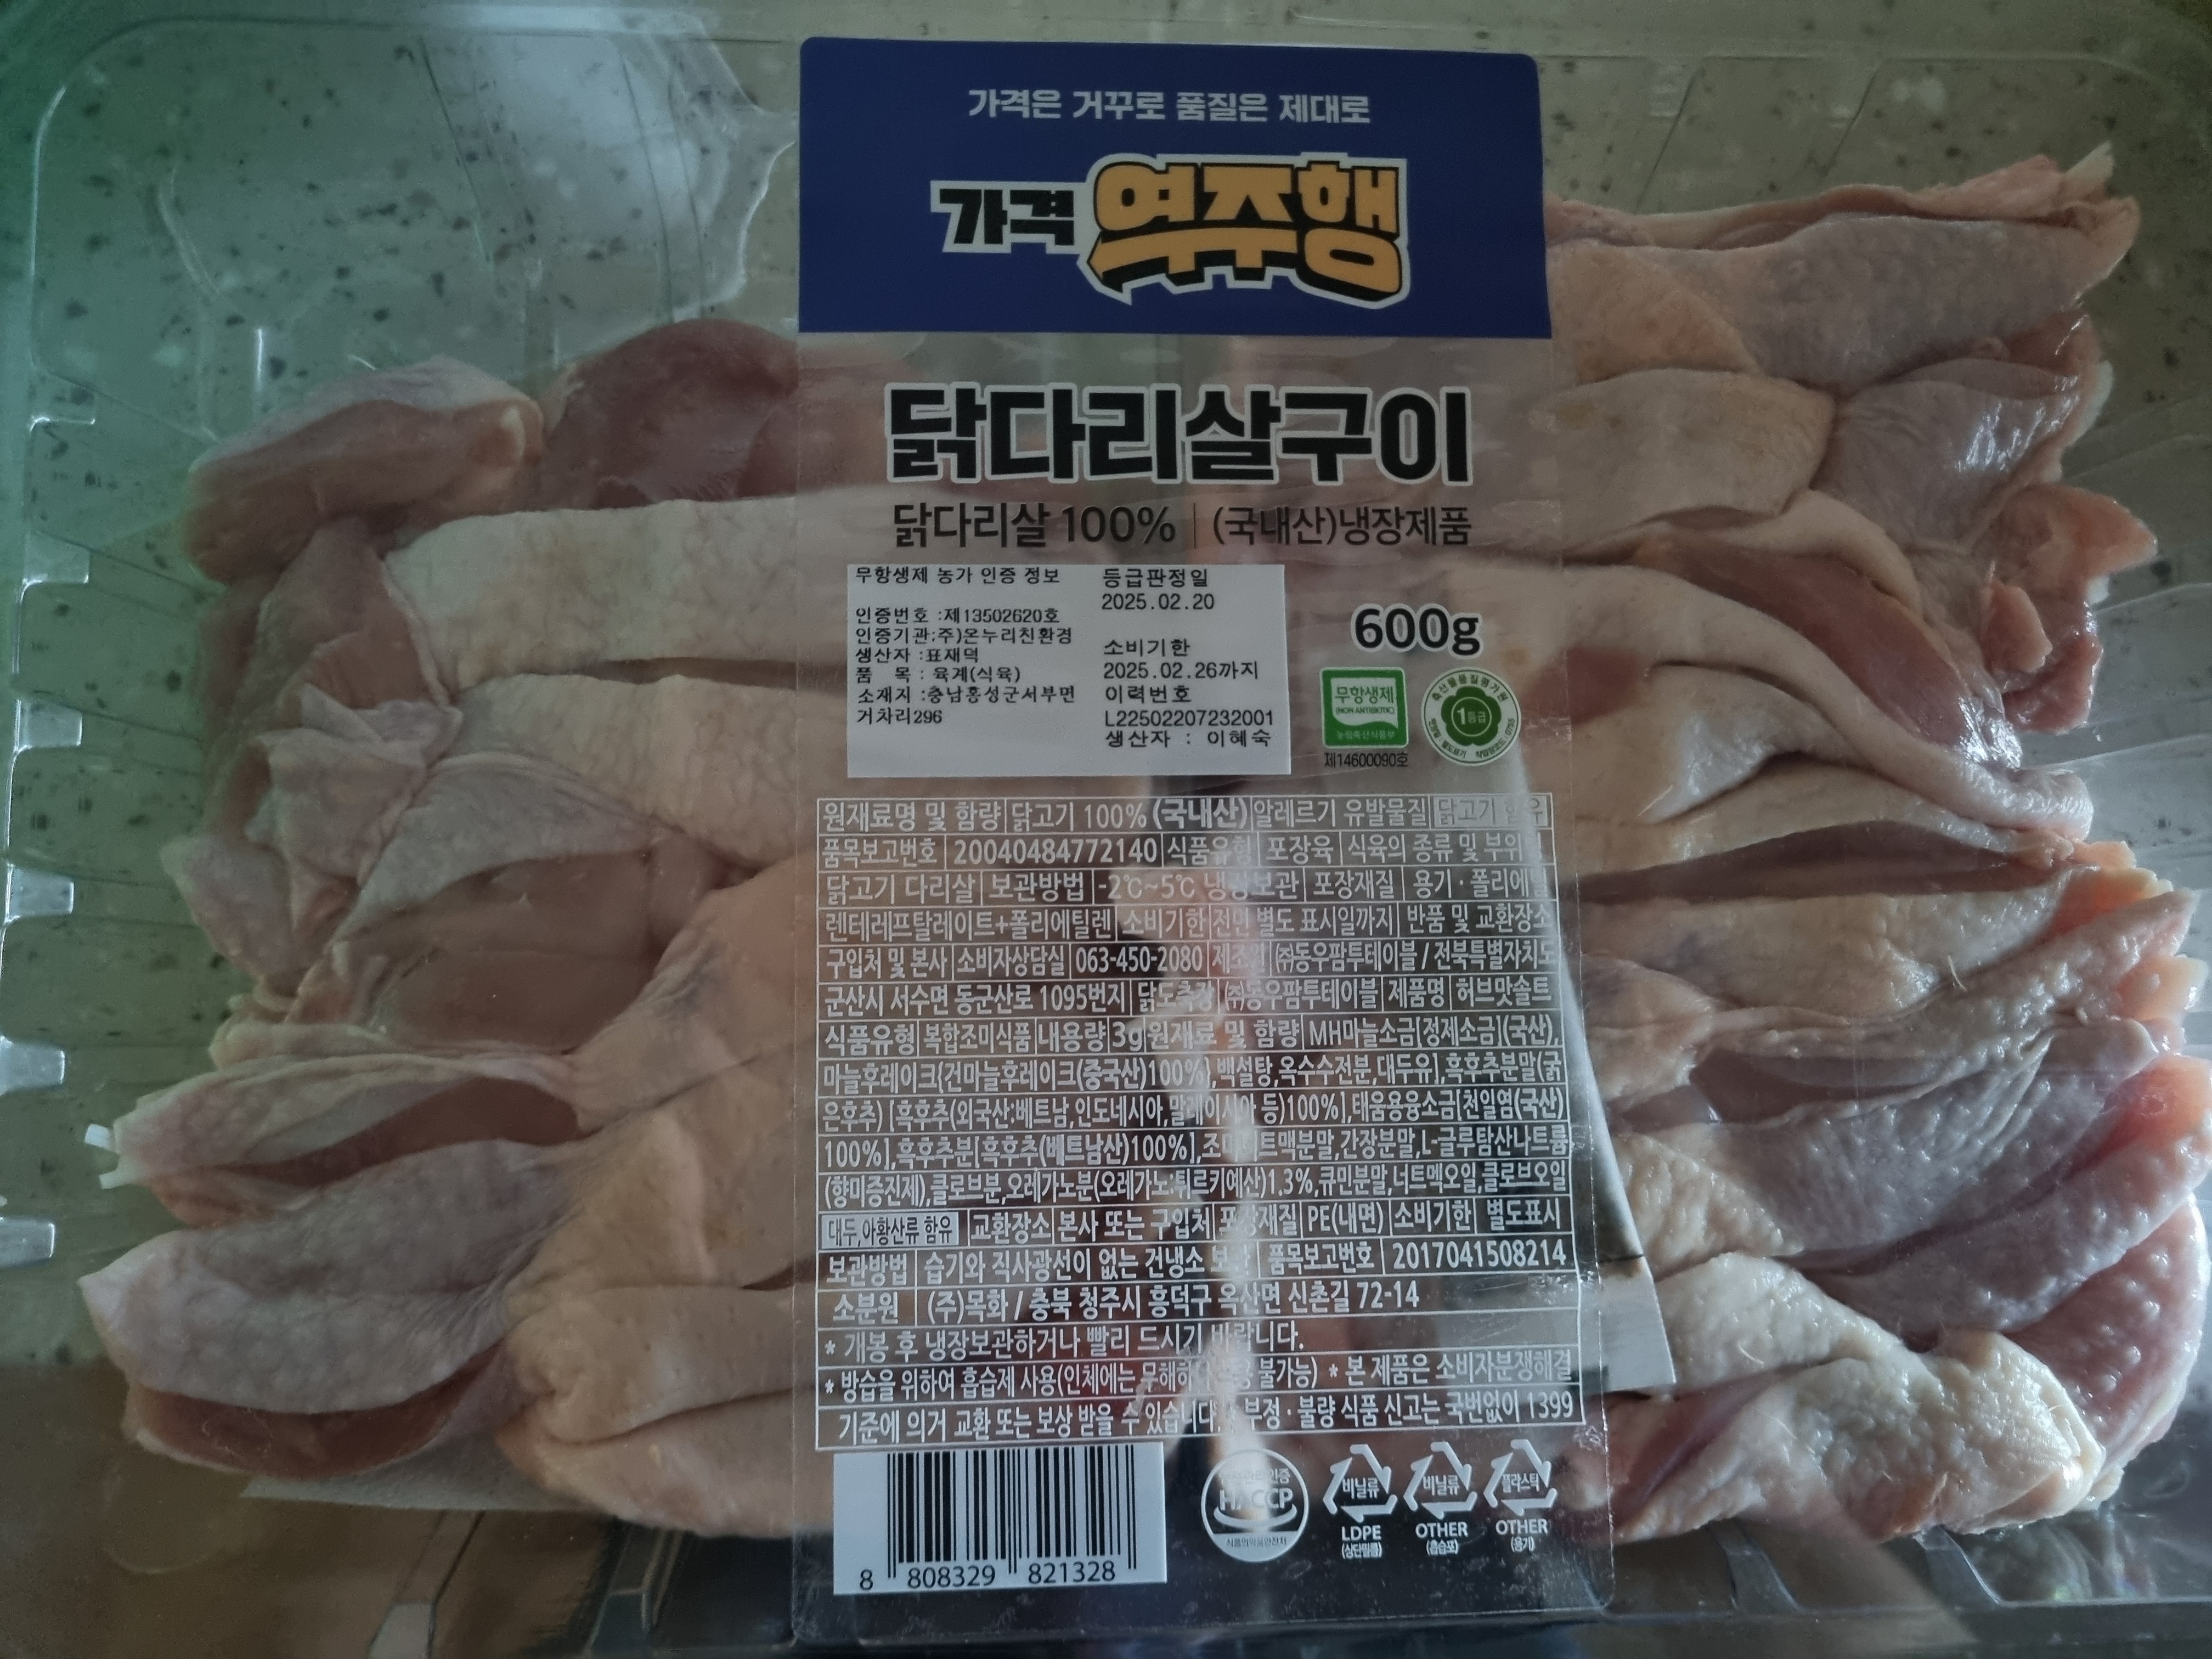 가격은 거꾸로 품질은 제대로
가격 역주행
닭다리살구이
닭다리살 100% | (국내산)냉장제품
무항생제 농가 인증 정보
인증번호 :제13502620호
인증기관:주)온누리친환경
생산자 :표재덕
품 목 : 육계(식육)
소재지 :충남홍성군서부면
거차리296
등급판정일
2025.02.20
소비기한
2025.02.26까지
이력번호
L22502207232001
생산자 : 이혜숙
600g
무항생제
(NON ANTIBIOTIC)
농림축산식품부
제14600090호
축산물품질평가원
1등급
원재료명 및 함량 닭고기 100% (국내산) 알레르기 유발물질 닭고기 함유
품목보고번호 20040484772140 식품유형 포장육 식육의 종류 및 부위
닭고기 다리살 보관방법 -2℃~5℃ 냉장보관 포장재질 용기·폴리에틸
렌테레프탈레이트+폴리에틸렌 소비기한 전면 별도 표시일까지 반품 및 교환장소
구입처 및 본사 소비자상담실 063-450-2080 제조원 ㈜동우팜투테이블 / 전북특별자치도
군산시 서수면 동군산로 1095번지 닭도축장 ㈜동우팜투테이블 제품명 허브맛솔트
식품유형 복합조미식품 내용량 3g 원재료 및 함량 MH마늘소금[정제소금](국산),
마늘후레이크{건마늘후레이크(중국산)100%},백설탕,옥수수전분,대두유],흑후추분말(굵
은후추) [흑후추(외국산:베트남,인도네시아,말레이시아 등)100%],태움용융소금[천일염(국산)
100%],흑후추분[흑후추(베트남산)100%],조미 트맥분말,간장분말,L-글루탐산나트륨
(향미증진제),클로브분,오레가노분(오레가노:튀르키예산)1.3%,큐민분말,너트멕오일,클로브오일
대두,아황산류 함유 교환장소 본사 또는 구입처 포장재질 PE(내면) 소비기한 별도표시
보관방법 습기와 직사광선이 없는 건냉소 보관 품목보고번호 2017041508214
소분원 (주)목화 / 충북 청주시 흥덕구 옥산면 신촌길 72-14
* 개봉 후 냉장보관하거나 빨리 드시기 바랍니다.
* 방습을 위하여 흡습제 사용(인체에는 무해하 불가능) * 본 제품은 소비자분쟁해결
기준에 의거 교환 또는 보상 받을 수 있습니다. * 부정·불량 식품 신고는 국번없이 1399
8 808329 821328
HACCP
비닐류 비닐류 플라스틱
LDPE OTHER OTHER
(상단필름) (흡습포) (용기)